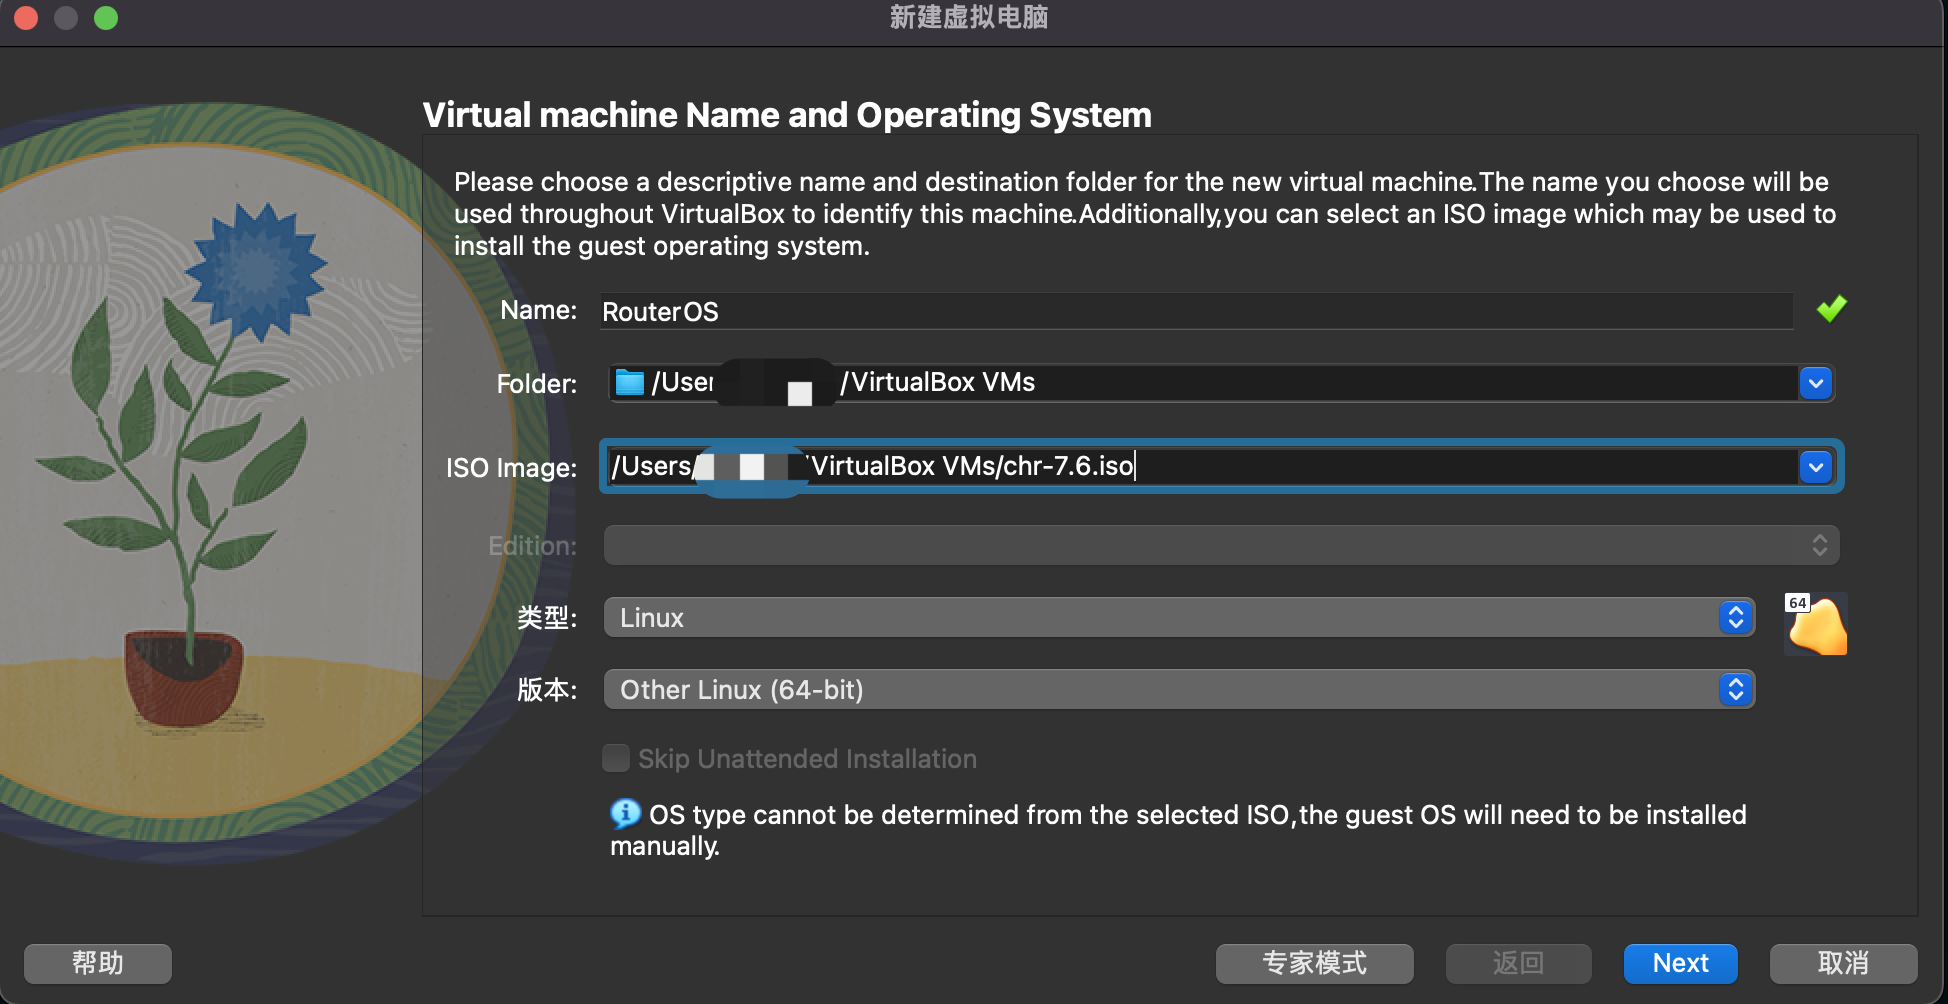 新建虚拟电脑
Virtual machine Name and Operating System
Please choose a descriptive name and destination folder for the new virtual machine.The name you choose will be
used throughout VirtualBox to identify this machine.Additionally,you can select an ISO image which may be used to
install the guest operating system.
Name: RouterOS
Folder: /User /VirtualBox VMs
ISO Image: /Users/ VirtualBox VMs/chr-7.6.iso
Edition:
类型: Linux
64
版本: Other Linux (64-bit)
Skip Unattended Installation
OS type cannot be determined from the selected ISO,the guest OS will need to be installed
manually.
帮助 专家模式 返回 Next 取消